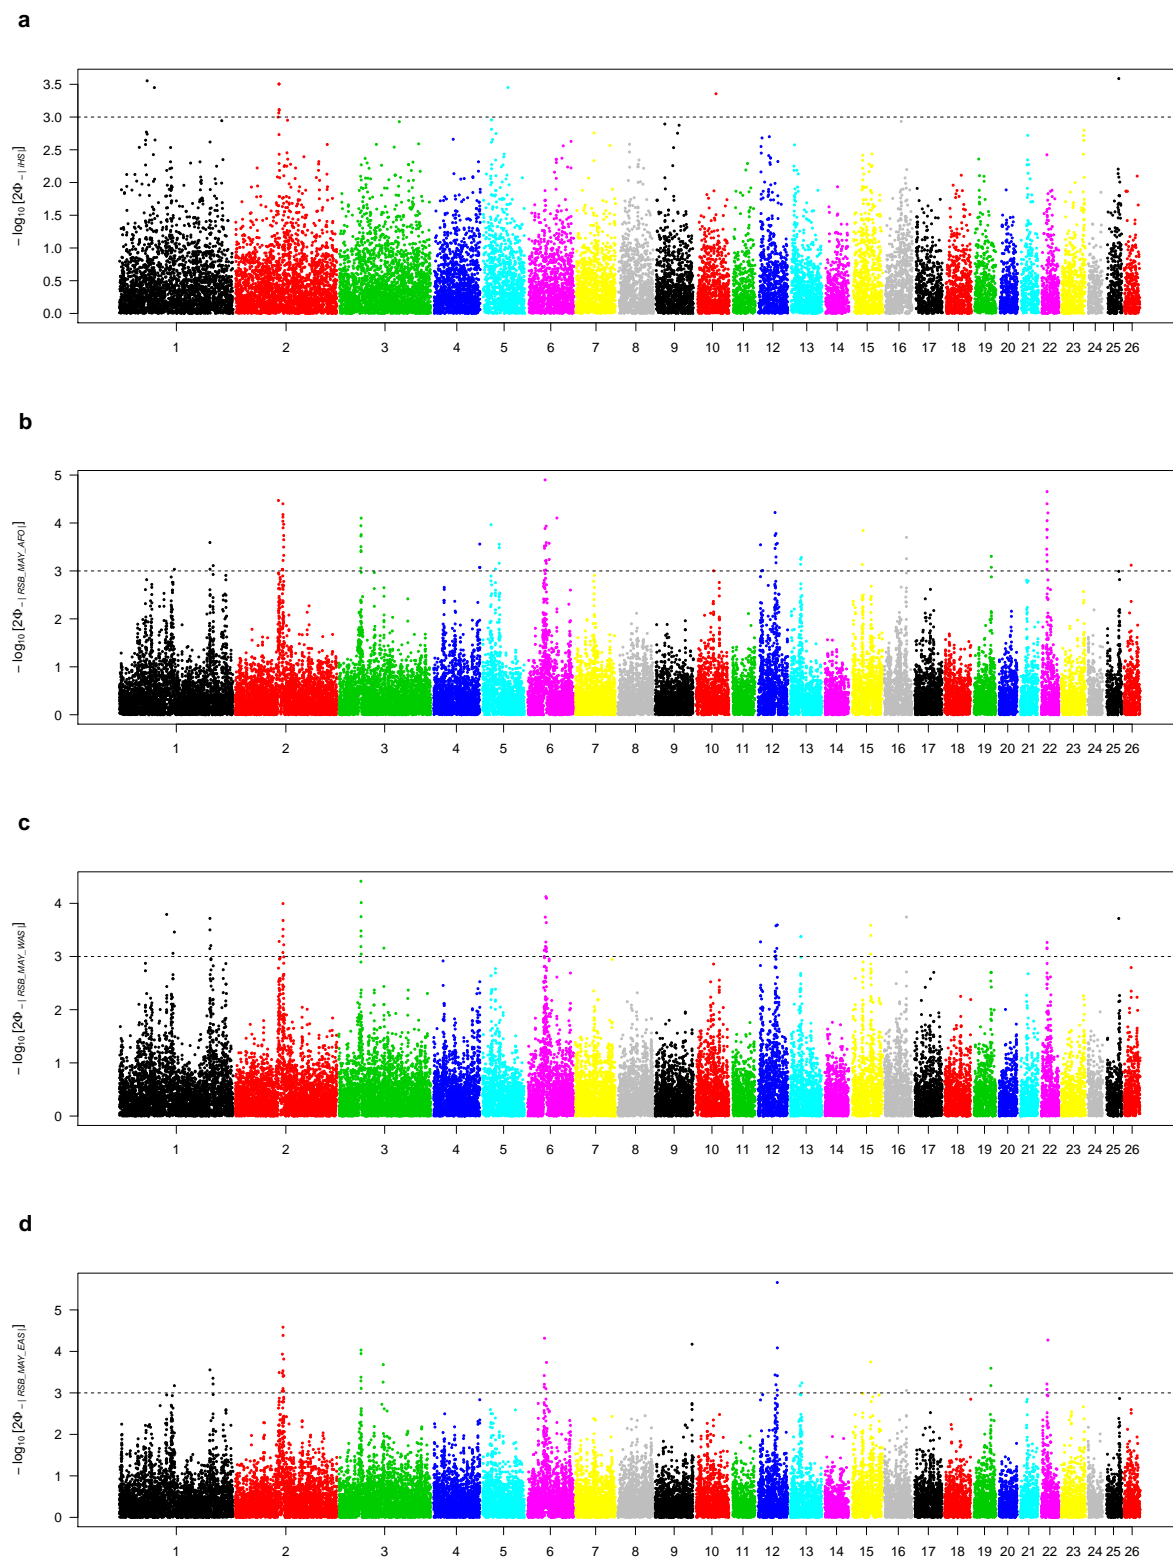 a
− log₁₀ [2Φ₋|iHS|]
3.5
3.0
2.5
2.0
1.5
1.0
0.5
0.0
1 2 3 4 5 6 7 8 9 10 11 12 13 14 15 16 17 18 19 20 21 22 23 24 25 26
b
− log₁₀ [2Φ₋|RSB_MAY_AFO|]
5
4
3
2
1
0
1 2 3 4 5 6 7 8 9 10 11 12 13 14 15 16 17 18 19 20 21 22 23 24 25 26
c
− log₁₀ [2Φ₋|RSB_MAY_WAS|]
4
3
2
1
0
1 2 3 4 5 6 7 8 9 10 11 12 13 14 15 16 17 18 19 20 21 22 23 24 25 26
d
− log₁₀ [2Φ₋|RSB_MAY_EAS|]
5
4
3
2
1
0
1 2 3 4 5 6 7 8 9 10 11 12 13 14 15 16 17 18 19 20 21 22 23 24 25 26